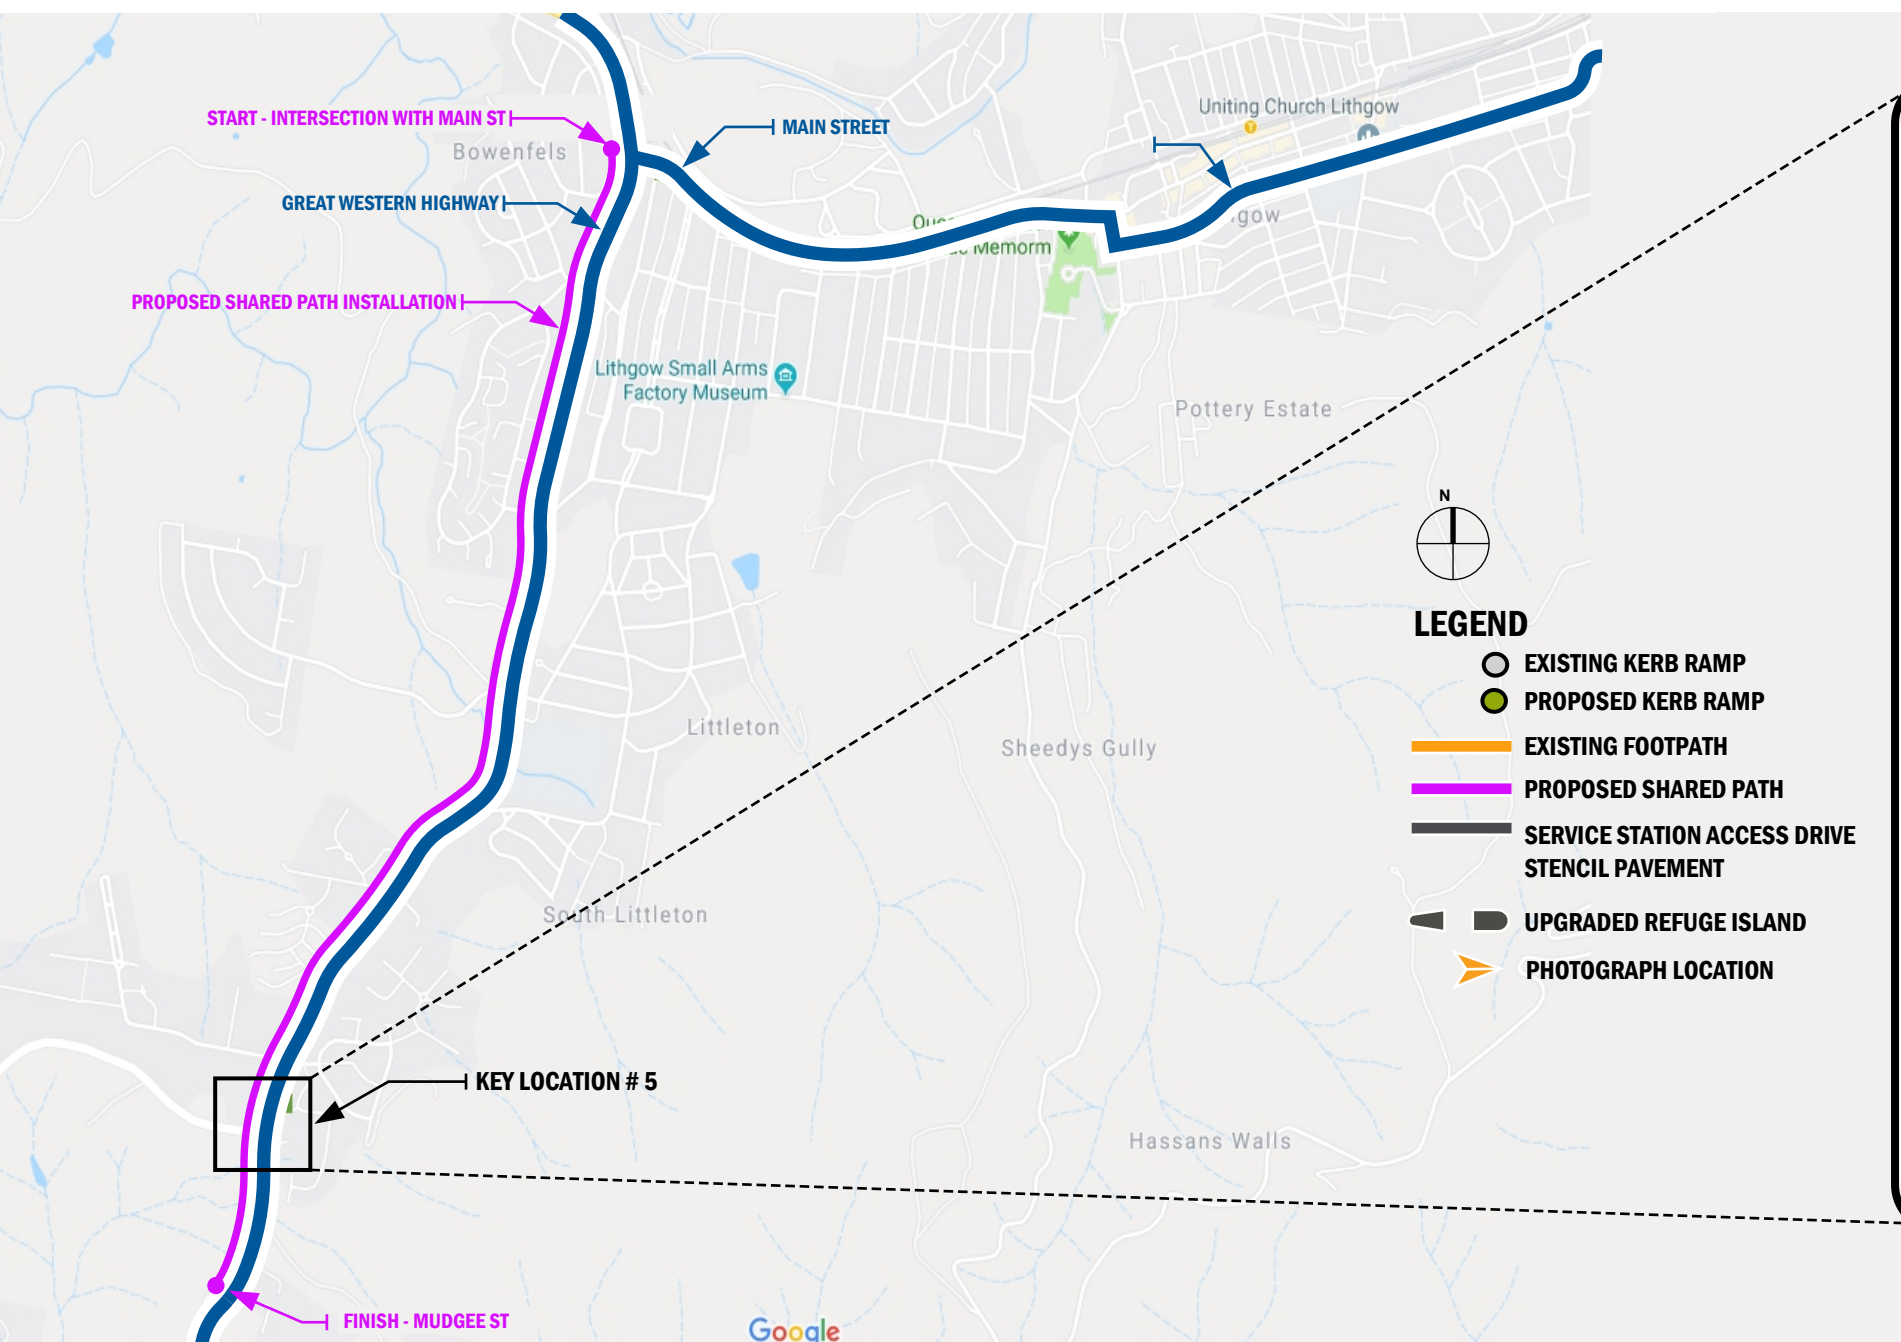 START - INTERSECTION WITH MAIN ST
MAIN STREET
Uniting Church Lithgow
Bowenfels
GREAT WESTERN HIGHWAY
gow
Memorm
PROPOSED SHARED PATH INSTALLATION
Lithgow Small Arms
Factory Museum
Pottery Estate
N
LEGEND
EXISTING KERB RAMP
PROPOSED KERB RAMP
EXISTING FOOTPATH
PROPOSED SHARED PATH
SERVICE STATION ACCESS DRIVE
STENCIL PAVEMENT
UPGRADED REFUGE ISLAND
PHOTOGRAPH LOCATION
Littleton
Sheedys Gully
South Littleton
KEY LOCATION # 5
Hassans Walls
FINISH - MUDGEE ST
Google